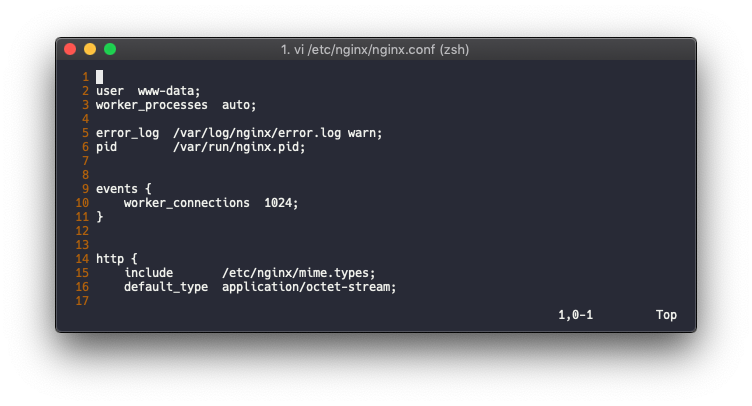 1. vi /etc/nginx/nginx.conf (zsh)
1
2 user  www-data;
3 worker_processes  auto;
4
5 error_log  /var/log/nginx/error.log warn;
6 pid        /var/run/nginx.pid;
7
8
9 events {
10     worker_connections  1024;
11 }
12
13
14 http {
15     include       /etc/nginx/mime.types;
16     default_type  application/octet-stream;
17
1,0-1         Top